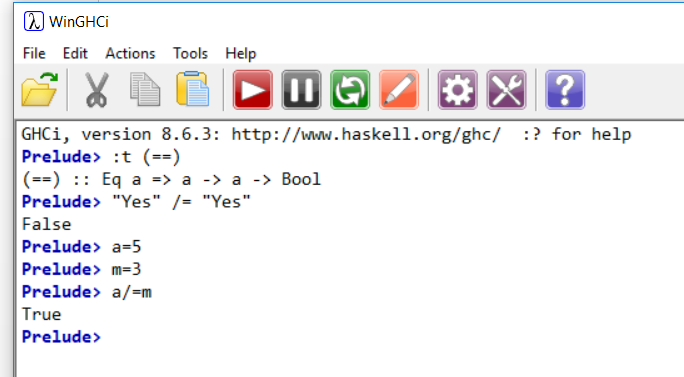 WinGHCi
File Edit Actions Tools Help
GHCi, version 8.6.3: http://www.haskell.org/ghc/  :? for help
Prelude> :t (==)
(==) :: Eq a => a -> a -> Bool
Prelude> "Yes" /= "Yes"
False
Prelude> a=5
Prelude> m=3
Prelude> a/=m
True
Prelude>